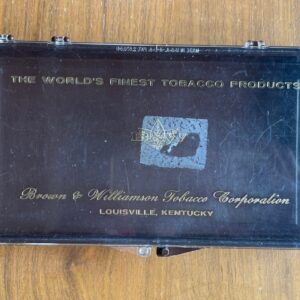 THE WORLD'S FINEST TOBACCO PRODUCTS
Brown & Williamson Tobacco Corporation
LOUISVILLE, KENTUCKY